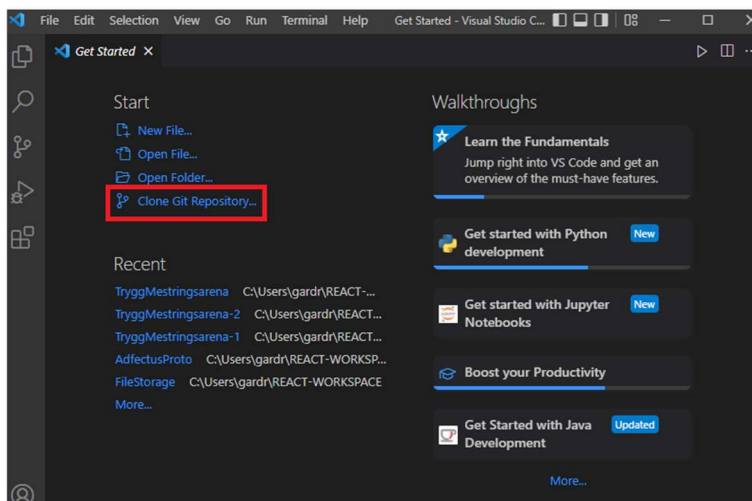 File Edit Selection View Go Run Terminal Help Get Started - Visual Studio C...
Get Started
Start
New File...
Open File...
Open Folder...
Clone Git Repository...
Recent
TryggMestringsarena C:\Users\gardr\REACT-...
TryggMestringsarena-2 C:\Users\gardr\REACT...
TryggMestringsarena-1 C:\Users\gardr\REACT...
AdfectusProto C:\Users\gardr\REACT-WORKSP...
FileStorage C:\Users\gardr\REACT-WORKSPACE
More...
Walkthroughs
Learn the Fundamentals
Jump right into VS Code and get an
overview of the must-have features.
Get started with Python New
development
Get started with Jupyter New
Notebooks
Boost your Productivity
Get Started with Java Updated
Development
More...